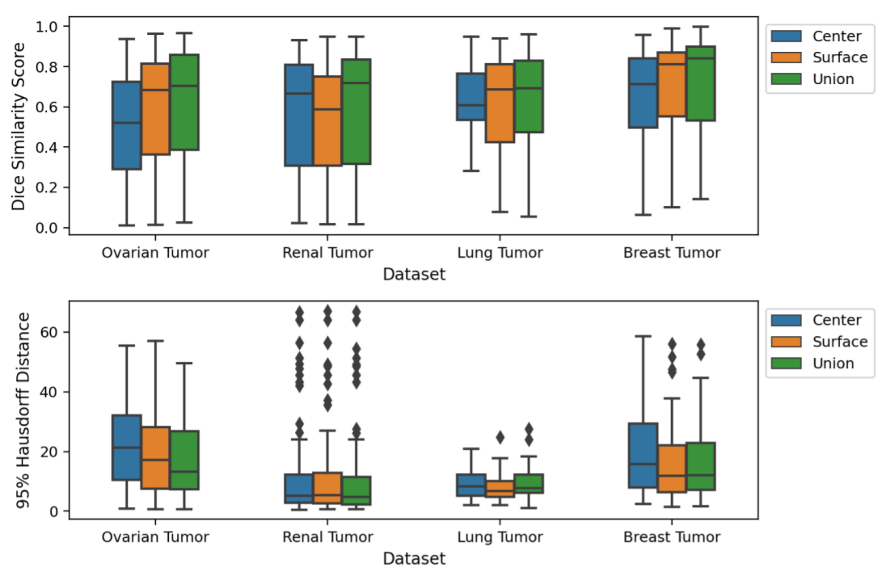 1.0
0.8
0.6
0.4
0.2
0.0
Dice Similarity Score
Ovarian Tumor Renal Tumor Lung Tumor Breast Tumor
Dataset
Center
Surface
Union
60
40
20
0
95% Hausdorff Distance
Ovarian Tumor Renal Tumor Lung Tumor Breast Tumor
Dataset
Center
Surface
Union